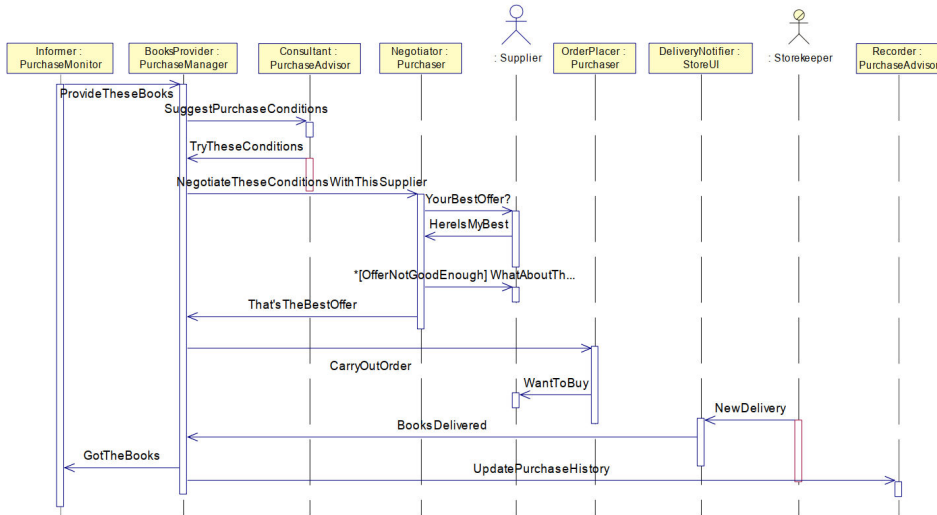 Informer :
PurchaseMonitor
BooksProvider :
PurchaseManager
Consultant :
PurchaseAdvisor
Negotiator :
Purchaser
: Supplier
OrderPlacer :
Purchaser
DeliveryNotifier :
StoreUI
: Storekeeper
Recorder :
PurchaseAdvisor
ProvideTheseBooks
SuggestPurchaseConditions
TryTheseConditions
NegotiateTheseConditionsWithThisSupplier
YourBestOffer?
HereIsMyBest
*[OfferNotGoodEnough] WhatAboutTh...
That'sTheBestOffer
CarryOutOrder
WantToBuy
NewDelivery
BooksDelivered
GotTheBooks
UpdatePurchaseHistory